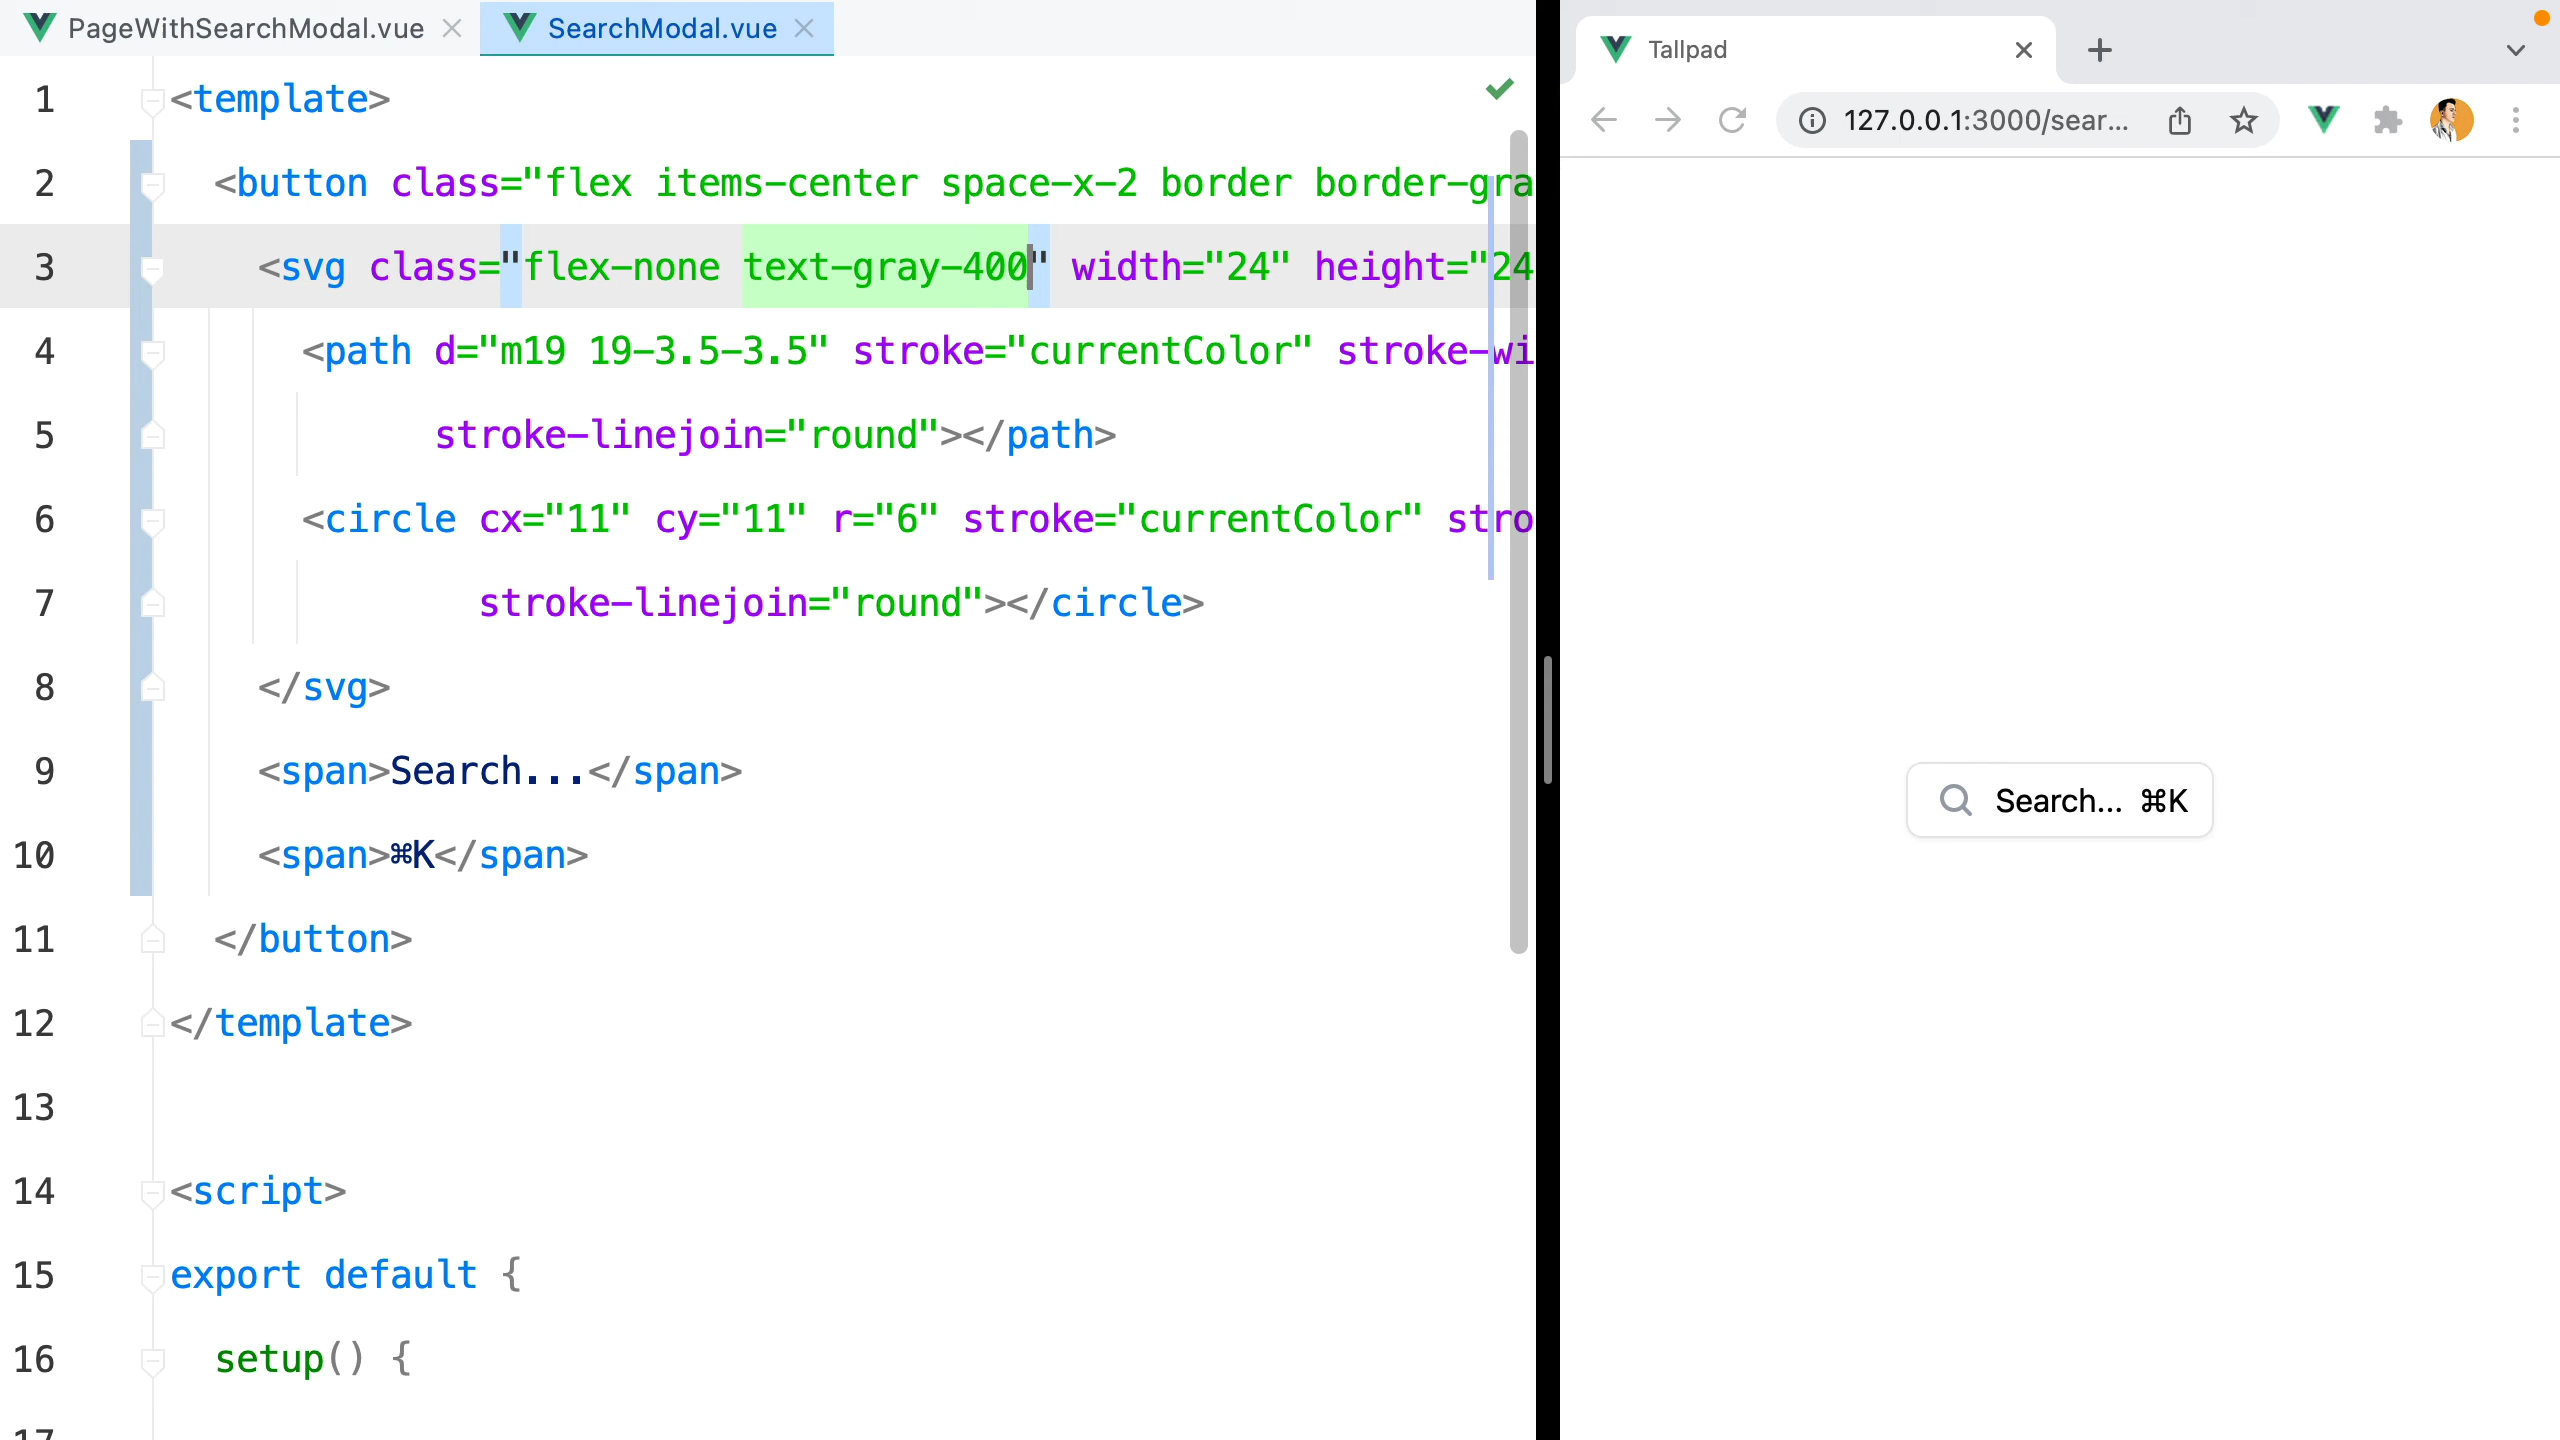 PageWithSearchModal.vue
SearchModal.vue
1 <template>
2 <button class="flex items-center space-x-2 border border-gra
3 <svg class="flex-none text-gray-400" width="24" height="24
4 <path d="m19 19-3.5-3.5" stroke="currentColor" stroke-wi
5 stroke-linejoin="round"></path>
6 <circle cx="11" cy="11" r="6" stroke="currentColor" stro
7 stroke-linejoin="round"></circle>
8 </svg>
9 <span>Search...</span>
10 <span>⌘K</span>
11 </button>
12 </template>
13
14 <script>
15 export default {
16 setup() {
17
Tallpad
127.0.0.1:3000/sear...
Search... ⌘K